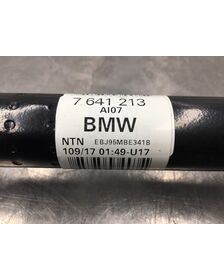 7 641 213
AI07
BMW
NTN EBJ95MBE341B
109/17 01:49-U17